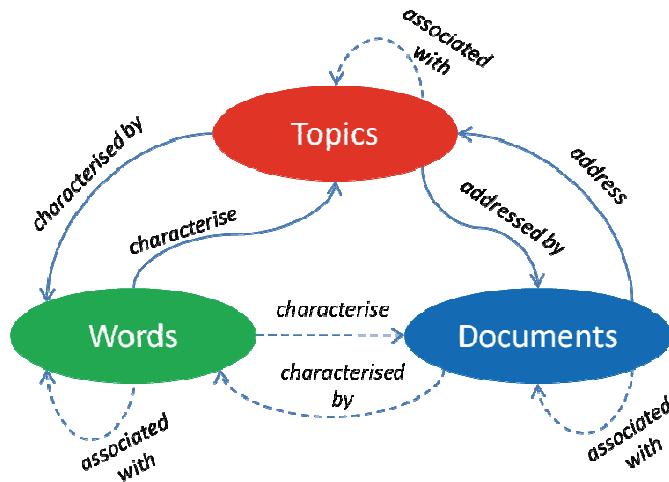 associated
with
Topics
characterised by
characterise
addressed by
address
Words
characterise
Documents
characterised
by
associated
with
associated
with